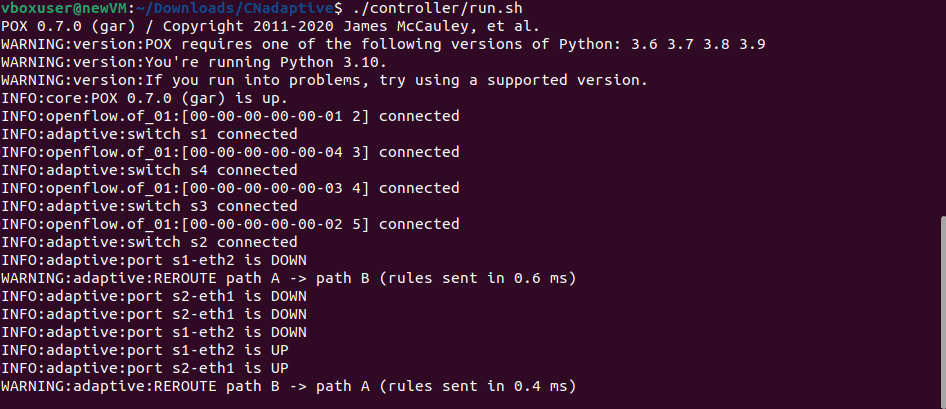 vboxuser@newVM:~/Downloads/CNadaptive$ ./controller/run.sh
POX 0.7.0 (gar) / Copyright 2011-2020 James McCauley, et al.
WARNING:version:POX requires one of the following versions of Python: 3.6 3.7 3.8 3.9
WARNING:version:You're running Python 3.10.
WARNING:version:If you run into problems, try using a supported version.
INFO:core:POX 0.7.0 (gar) is up.
INFO:openflow.of_01:[00-00-00-00-00-01 2] connected
INFO:adaptive:switch s1 connected
INFO:openflow.of_01:[00-00-00-00-00-04 3] connected
INFO:adaptive:switch s4 connected
INFO:openflow.of_01:[00-00-00-00-00-03 4] connected
INFO:adaptive:switch s3 connected
INFO:openflow.of_01:[00-00-00-00-00-02 5] connected
INFO:adaptive:switch s2 connected
INFO:adaptive:port s1-eth2 is DOWN
WARNING:adaptive:REROUTE path A -> path B (rules sent in 0.6 ms)
INFO:adaptive:port s2-eth1 is DOWN
INFO:adaptive:port s2-eth1 is DOWN
INFO:adaptive:port s1-eth2 is DOWN
INFO:adaptive:port s1-eth2 is UP
INFO:adaptive:port s2-eth1 is UP
WARNING:adaptive:REROUTE path B -> path A (rules sent in 0.4 ms)